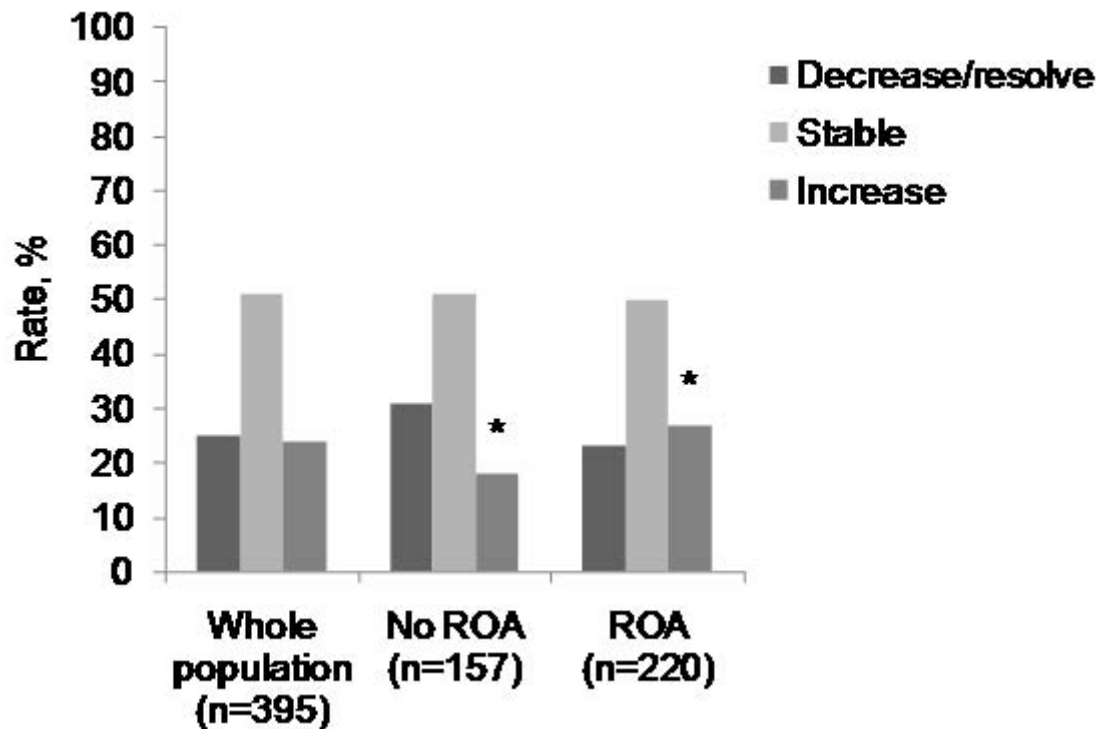 100
90
80
70
60
50
40
30
20
10
0
Rate, %
Decrease/resolve
Stable
Increase
*
*
Whole
population
(n=395)
No ROA
(n=157)
ROA
(n=220)